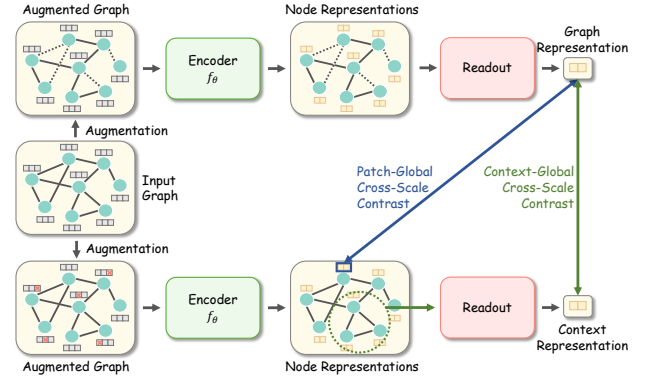 Augmented Graph
Node Representations
Graph
Representation
Encoder
fθ
Readout
Augmentation
Input
Graph
Patch-Global
Cross-Scale
Contrast
Context-Global
Cross-Scale
Contrast
Augmentation
Encoder
fθ
Readout
Context
Representation
Augmented Graph
Node Representations